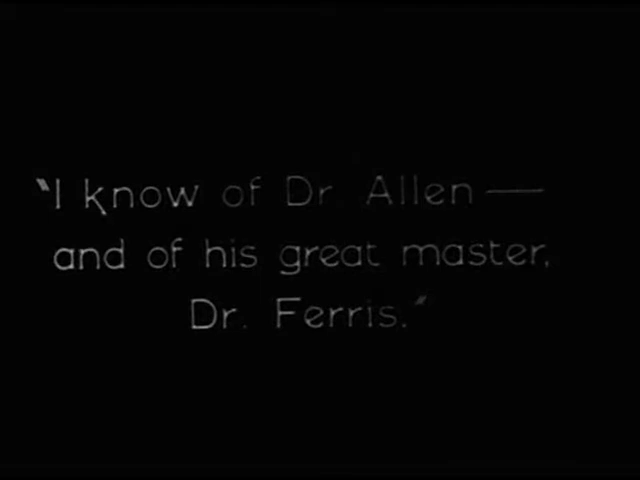 "I know of Dr. Allen —
and of his great master,
Dr. Ferris."